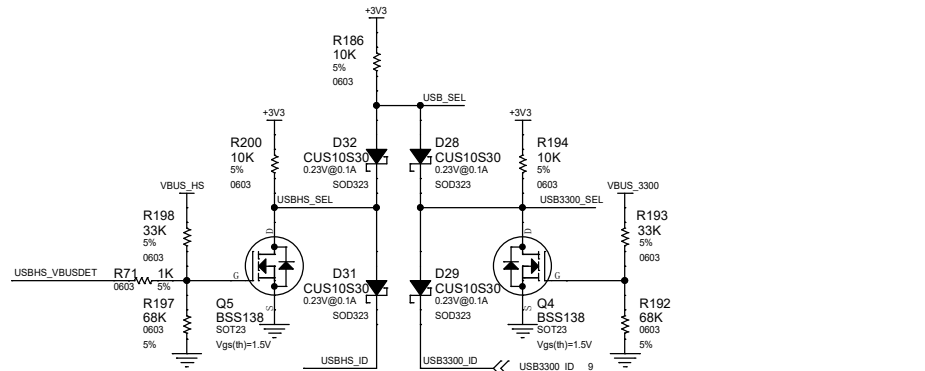 +3V3
R186
10K
5%
0603
USB_SEL
+3V3
R200
10K
5%
0603
D32
CUS10S30
0.23V@0.1A
SOD323
D28
CUS10S30
0.23V@0.1A
SOD323
+3V3
R194
10K
5%
0603
VBUS_HS
USBHS_SEL
USB3300_SEL
VBUS_3300
R198
33K
5%
0603
D
D
R193
33K
5%
0603
USBHS_VBUSDET
R71
1K
0603
5%
G
D31
CUS10S30
0.23V@0.1A
SOD323
D29
CUS10S30
0.23V@0.1A
SOD323
G
R197
68K
0603
5%
Q5
BSS138
SOT23
Vgs(th)=1.5V
S
S
Q4
BSS138
SOT23
Vgs(th)=1.5V
R192
68K
0603
5%
USBHS_ID
USB3300_ID
USB3300_ID 9